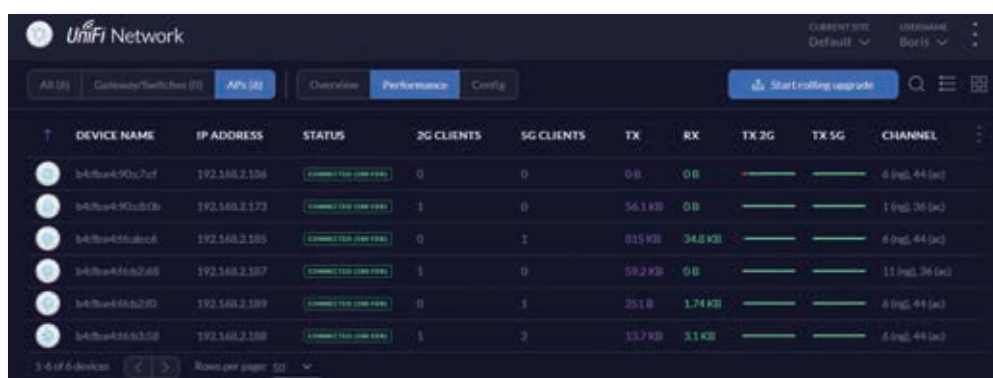 UniFi Network
CURRENT SITE
Default
USERNAME
Boris
All (6) Gateway/Switches (0) APs (6) Overview Performance Config Start rolling upgrade
DEVICE NAME IP ADDRESS STATUS 2G CLIENTS 5G CLIENTS TX RX TX 2G TX 5G CHANNEL
192.168.2.186 0 0 0 B 0 B 6 (ng), 44 (ac)
192.168.2.173 1 0 56.1 KB 0 B 1 (ng), 36 (ac)
192.168.2.185 0 1 815 KB 34.8 KB 6 (ng), 44 (ac)
192.168.2.187 1 0 59.2 KB 0 B 11 (ng), 36 (ac)
192.168.2.189 0 1 251 B 1.74 KB 6 (ng), 44 (ac)
192.168.2.188 1 2 13.7 KB 3.1 KB 6 (ng), 44 (ac)
1-6 of 6 devices Rows per page: 50